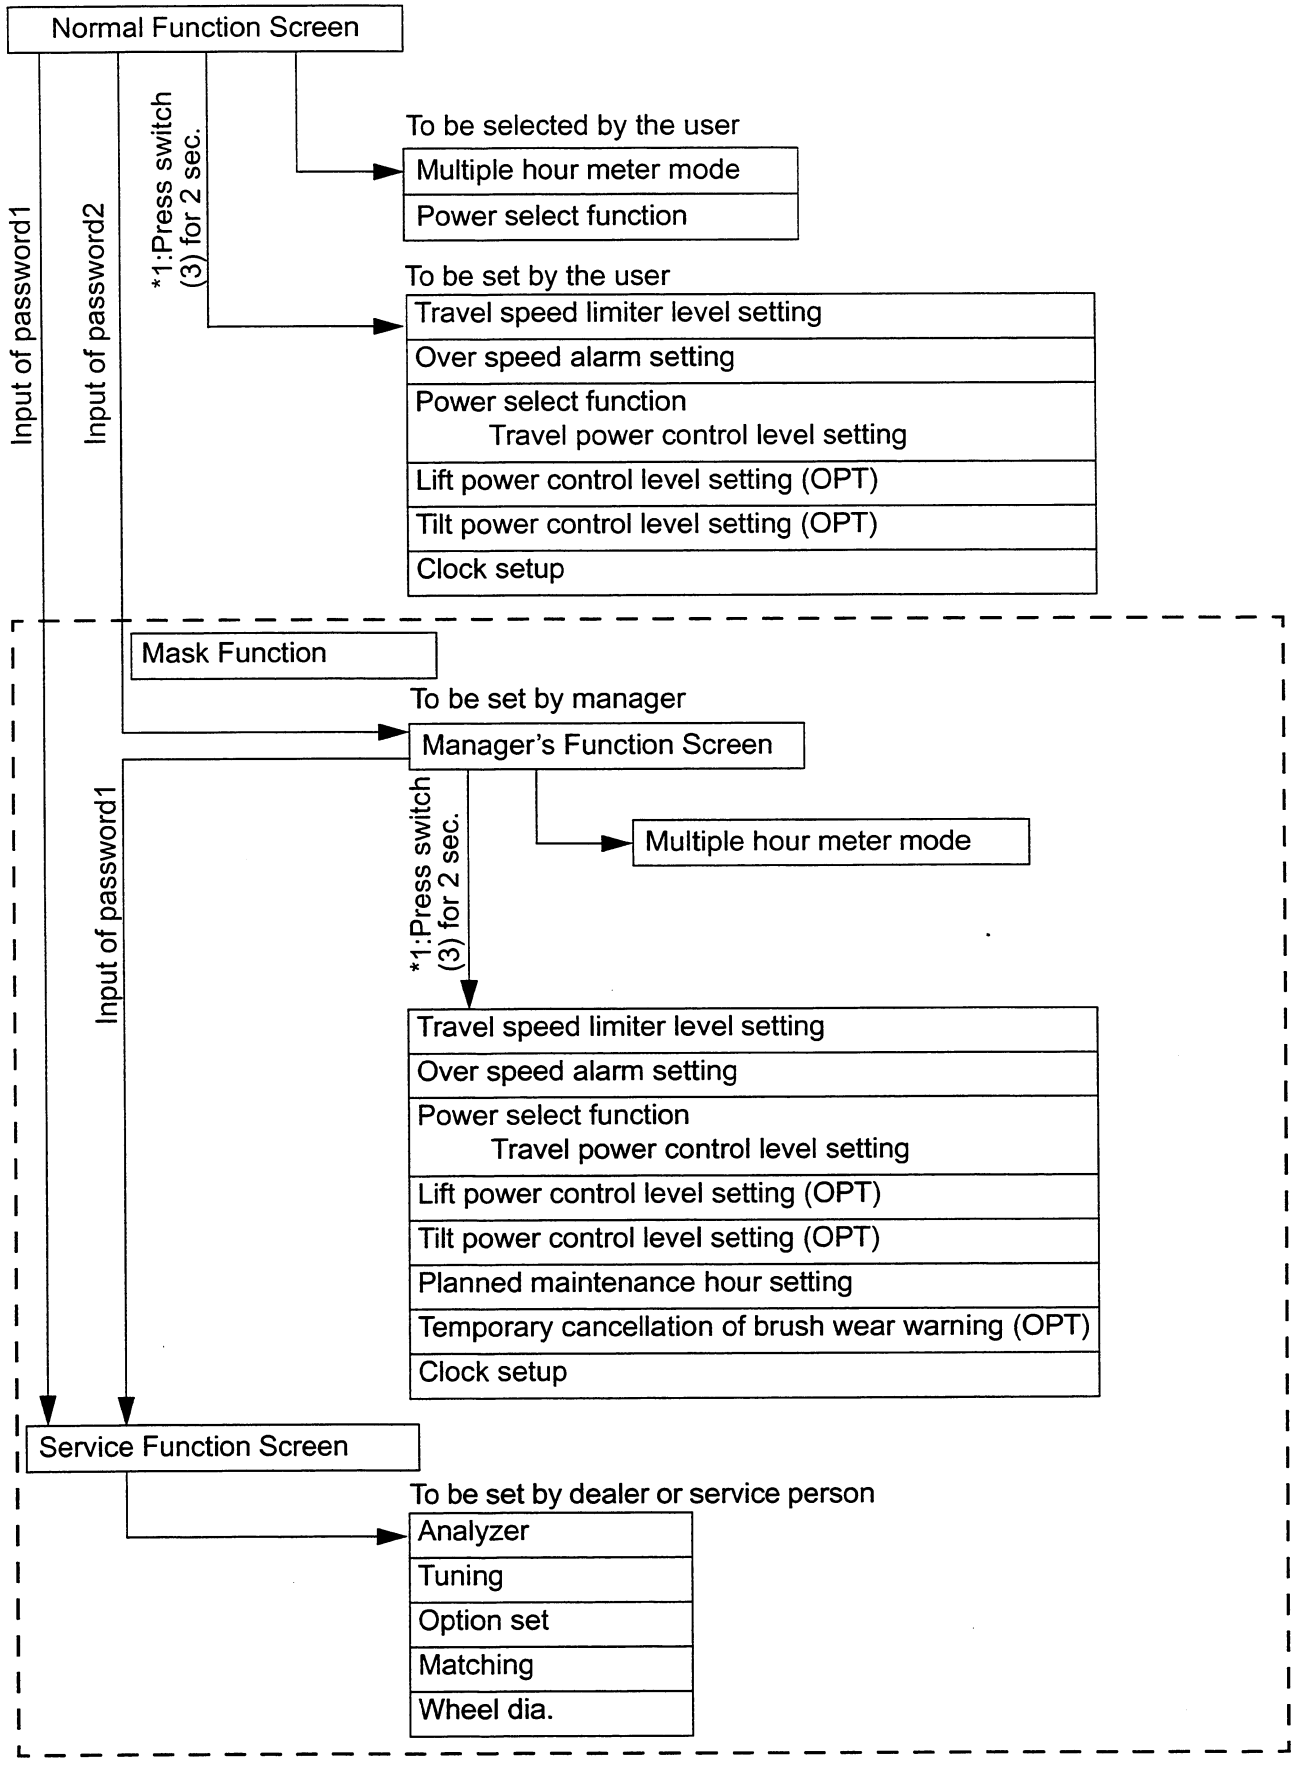 Normal Function Screen
Input of password1
Input of password2
*1:Press switch
(3) for 2 sec.
To be selected by the user
Multiple hour meter mode
Power select function
To be set by the user
Travel speed limiter level setting
Over speed alarm setting
Power select function
Travel power control level setting
Lift power control level setting (OPT)
Tilt power control level setting (OPT)
Clock setup
Mask Function
To be set by manager
Manager's Function Screen
Input of password1
*1:Press switch
(3) for 2 sec.
Multiple hour meter mode
Travel speed limiter level setting
Over speed alarm setting
Power select function
Travel power control level setting
Lift power control level setting (OPT)
Tilt power control level setting (OPT)
Planned maintenance hour setting
Temporary cancellation of brush wear warning (OPT)
Clock setup
Service Function Screen
To be set by dealer or service person
Analyzer
Tuning
Option set
Matching
Wheel dia.